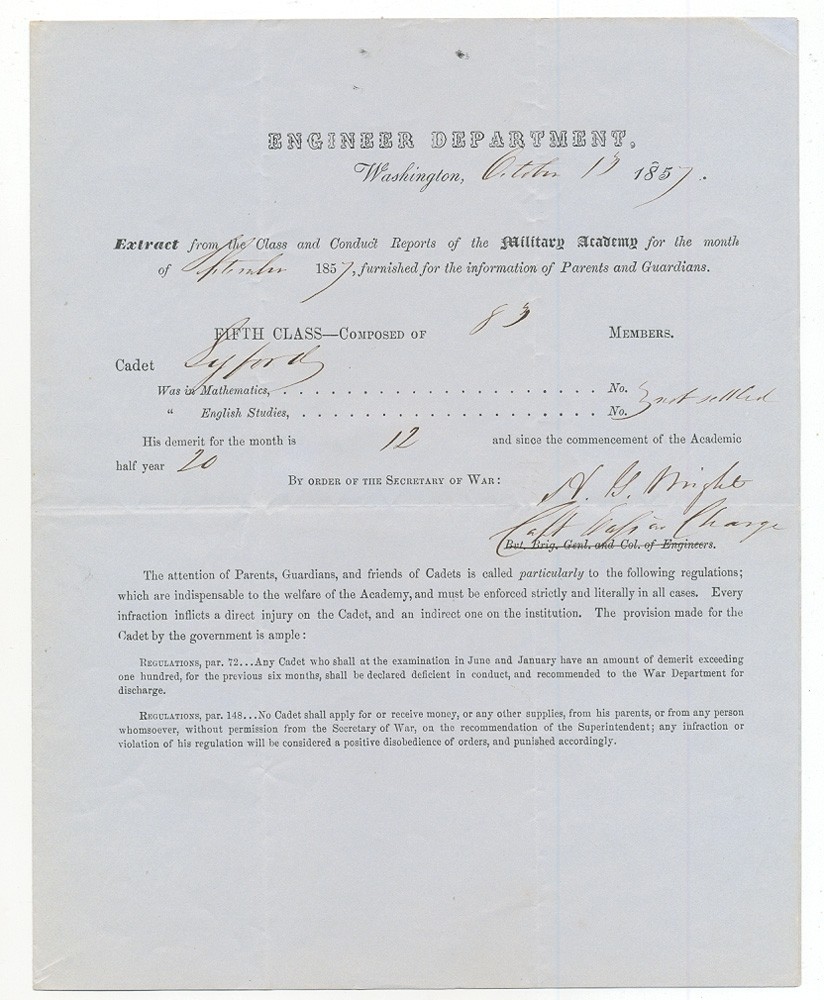 ENGINEER DEPARTMENT,
Washington, October 13 1857.
Extract from the Class and Conduct Reports of the Military Academy for the month
of September 1857, furnished for the information of Parents and Guardians.
FIFTH CLASS—COMPOSED OF 83 MEMBERS.
Cadet Lyford
Was in Mathematics, . . . . . . . . . . . . . . . . . . . . . . . No.
" English Studies, . . . . . . . . . . . . . . . . . . . . . . No. } not settled
His demerit for the month is 12 and since the commencement of the Academic
half year 20
BY ORDER OF THE SECRETARY OF WAR:
H. G. Wright
Capt Engrs in Charge
Bvt. Brig. Genl. and Col. of Engineers.
The attention of Parents, Guardians, and friends of Cadets is called particularly to the following regulations;
which are indispensable to the welfare of the Academy, and must be enforced strictly and literally in all cases. Every
infraction inflicts a direct injury on the Cadet, and an indirect one on the institution. The provision made for the
Cadet by the government is ample:
REGULATIONS, par. 72...Any Cadet who shall at the examination in June and January have an amount of demerit exceeding
one hundred, for the previous six months, shall be declared deficient in conduct, and recommended to the War Department for
discharge.
REGULATIONS, par. 148...No Cadet shall apply for or receive money, or any other supplies, from his parents, or from any person
whomsoever, without permission from the Secretary of War, on the recommendation of the Superintendent; any infraction or
violation of his regulation will be considered a positive disobedience of orders, and punished accordingly.